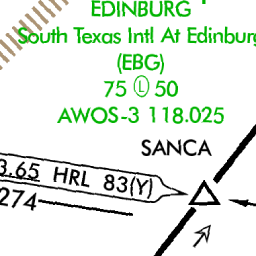 EDINBURG
South Texas Intl At Edinburg
(EBG)
75 Ⓛ 50
AWOS-3 118.025
SANCA
3.65 HRL 83(Y)
274